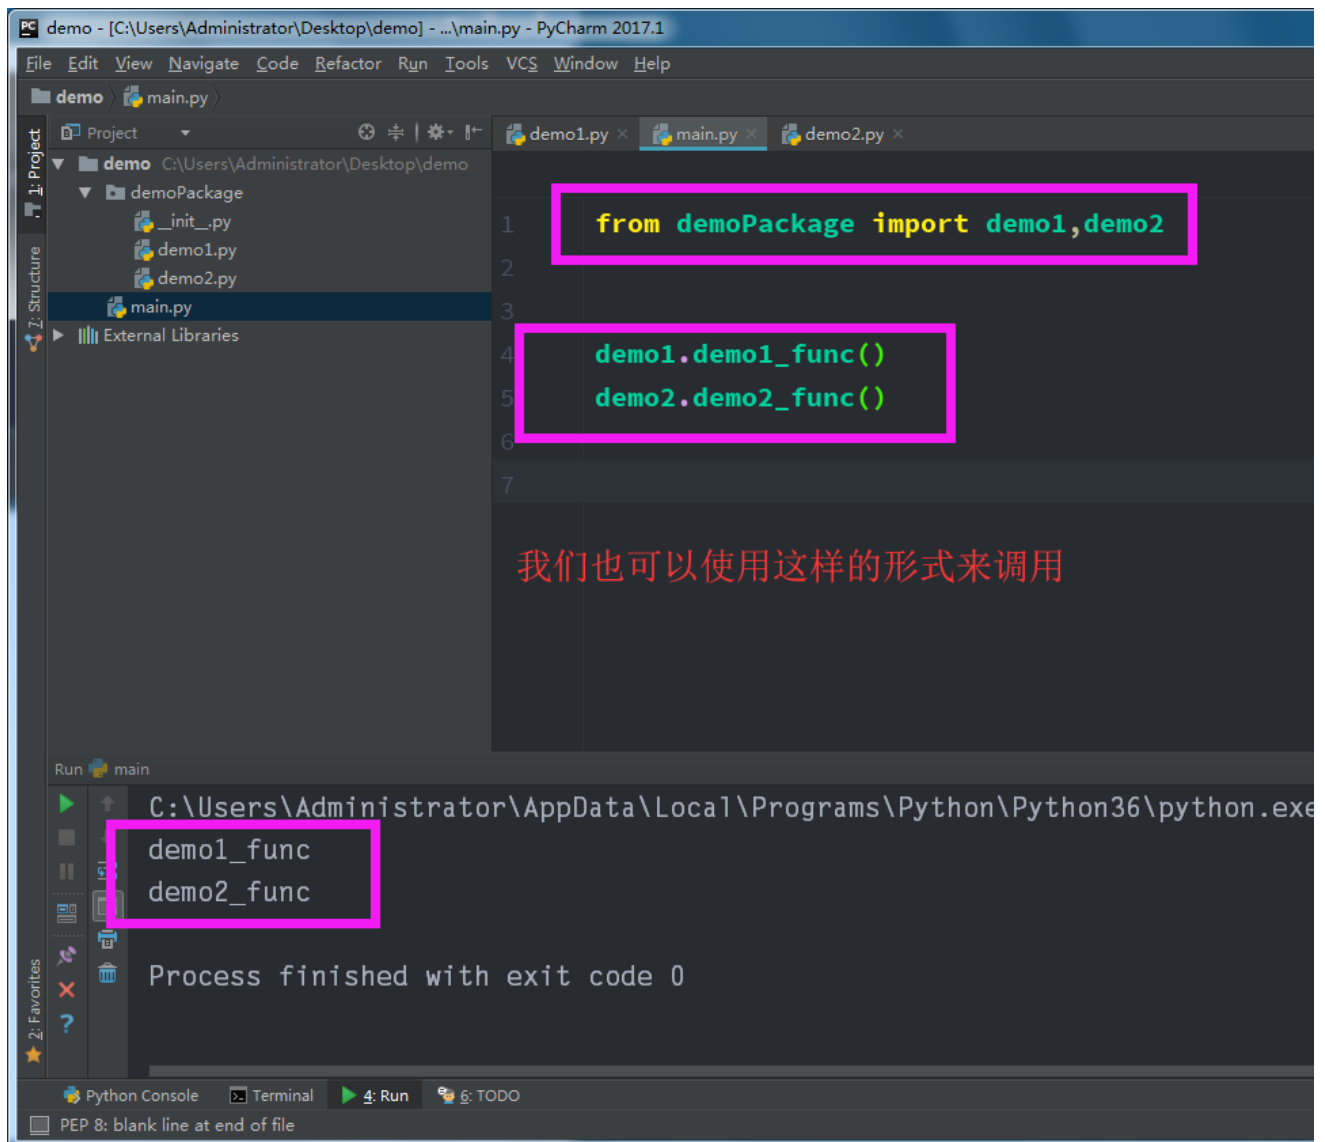 demo - [C:\Users\Administrator\Desktop\demo] - ...\main.py - PyCharm 2017.1
File Edit View Navigate Code Refactor Run Tools VCS Window Help
demo main.py
1: Project
Project
demo C:\Users\Administrator\Desktop\demo
demoPackage
__init__.py
demo1.py
demo2.py
main.py
External Libraries
7: Structure
demo1.py main.py demo2.py
1 from demoPackage import demo1,demo2
2
3
4 demo1.demo1_func()
5 demo2.demo2_func()
6
7
我们也可以使用这样的形式来调用
Run main
C:\Users\Administrator\AppData\Local\Programs\Python\Python36\python.exe
demo1_func
demo2_func
Process finished with exit code 0
2: Favorites
Python Console Terminal 4: Run 6: TODO
PEP 8: blank line at end of file